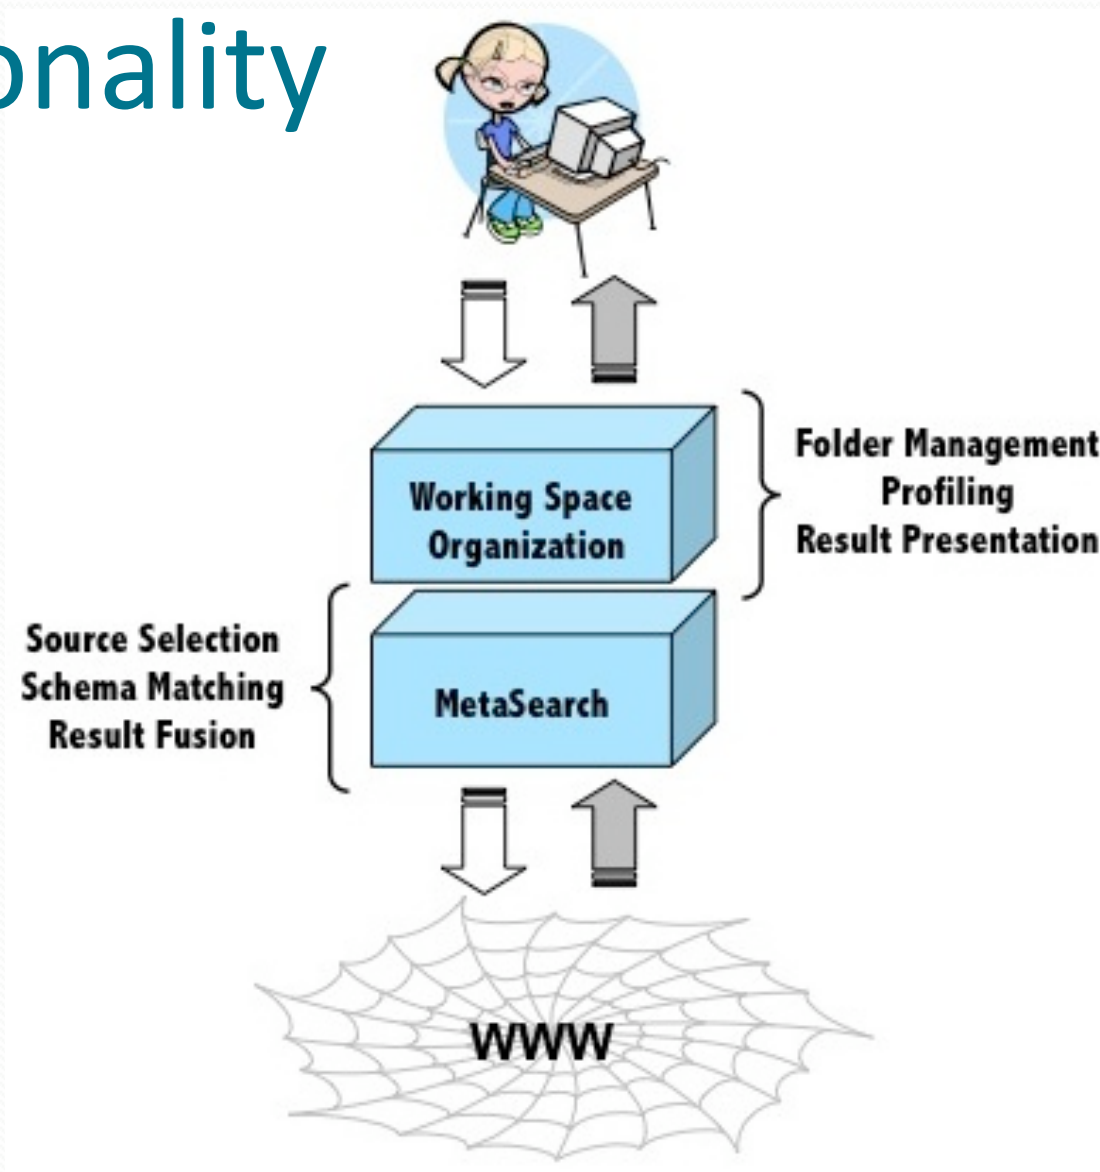 onality
Working Space
Organization
Folder Management
Profiling
Result Presentation
Source Selection
Schema Matching
Result Fusion
MetaSearch
WWW